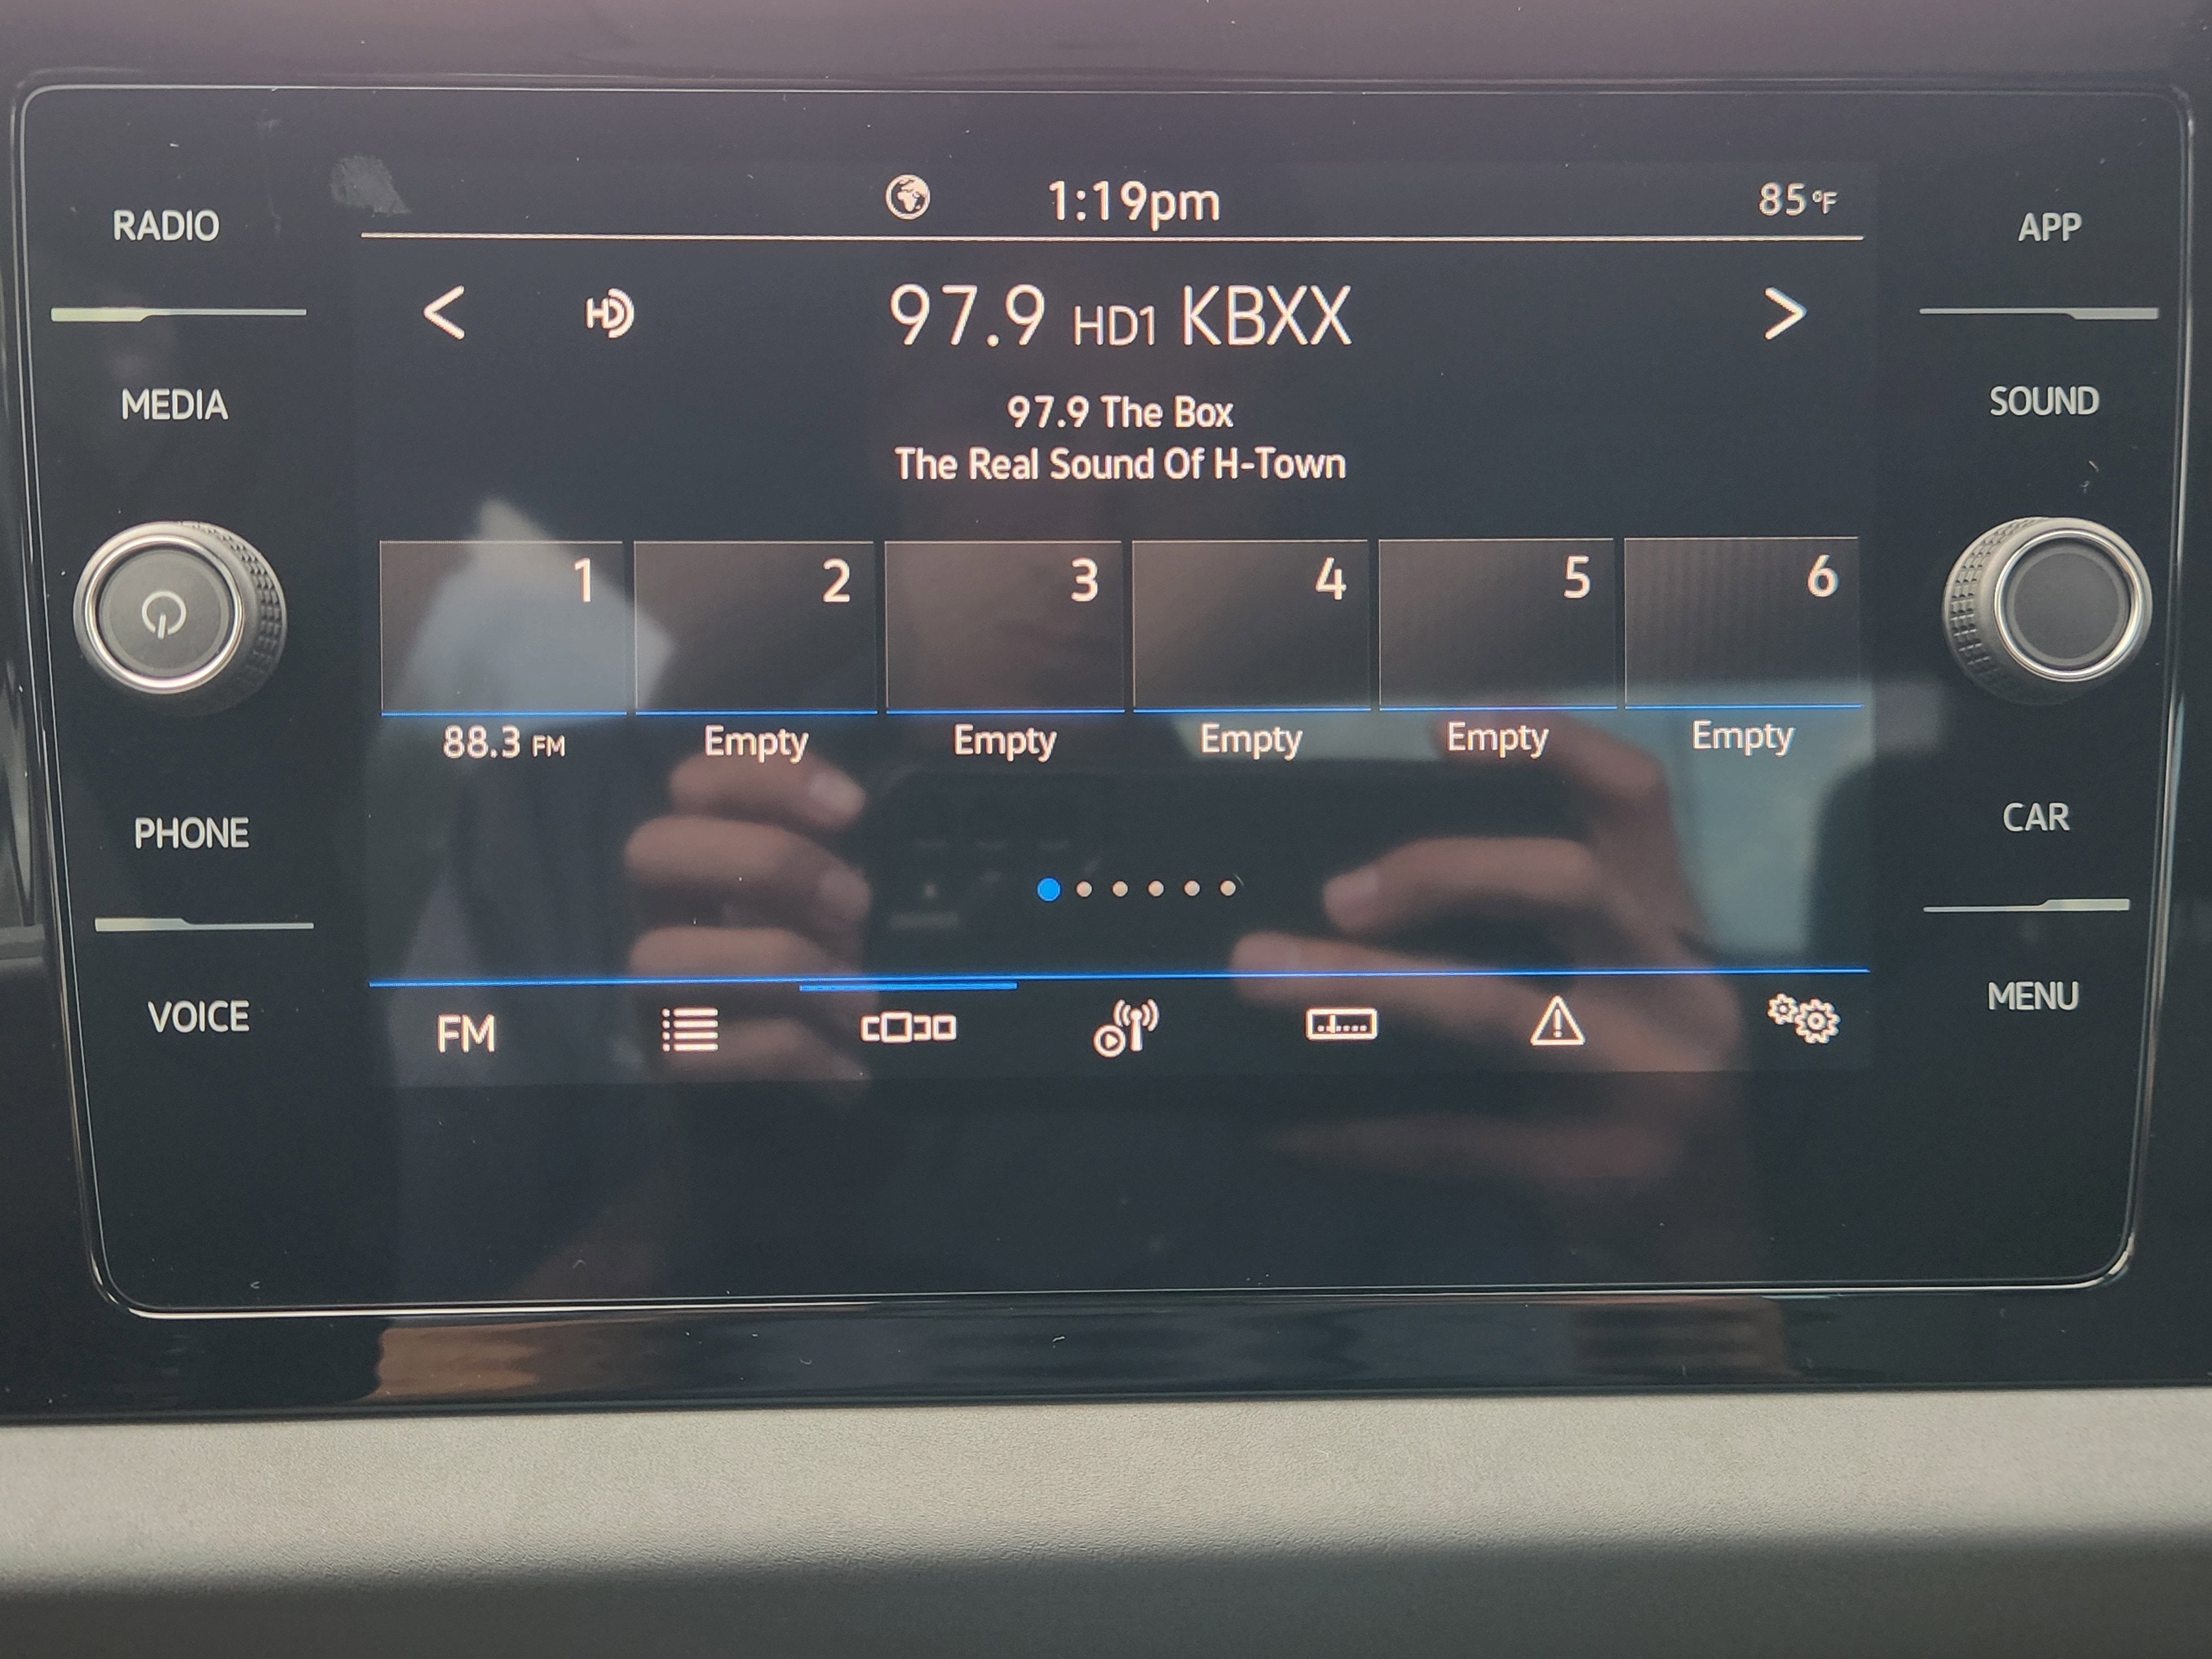 1:19pm 85°F
RADIO
APP
HD 97.9 HD1 KBXX
MEDIA
SOUND
97.9 The Box
The Real Sound Of H-Town
1 2 3 4 5 6
88.3 FM Empty Empty Empty Empty Empty
PHONE
CAR
VOICE
MENU
FM